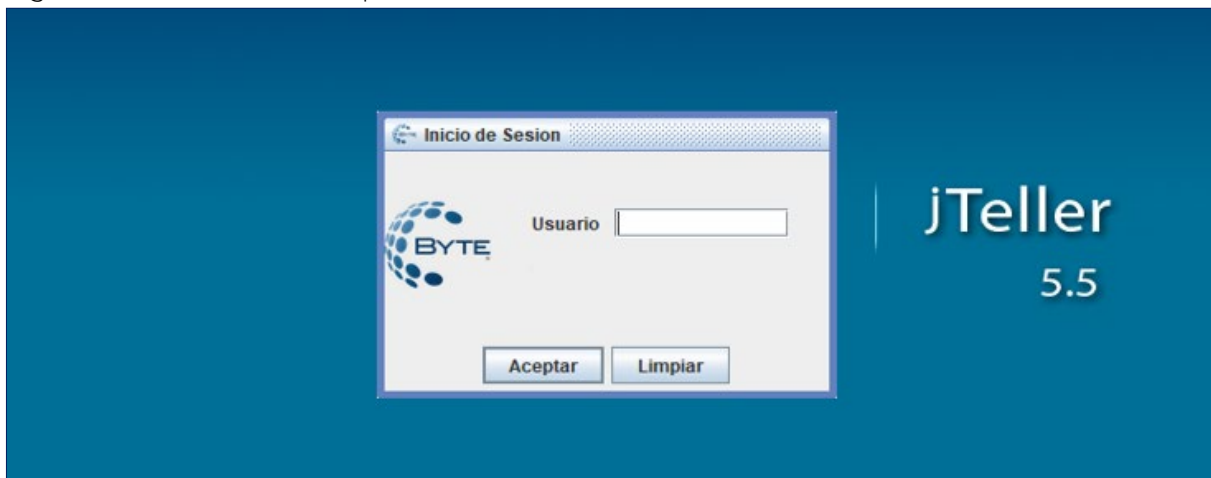 Inicio de Sesion
Usuario
BYTE
jTeller
5.5
Aceptar
Limpiar